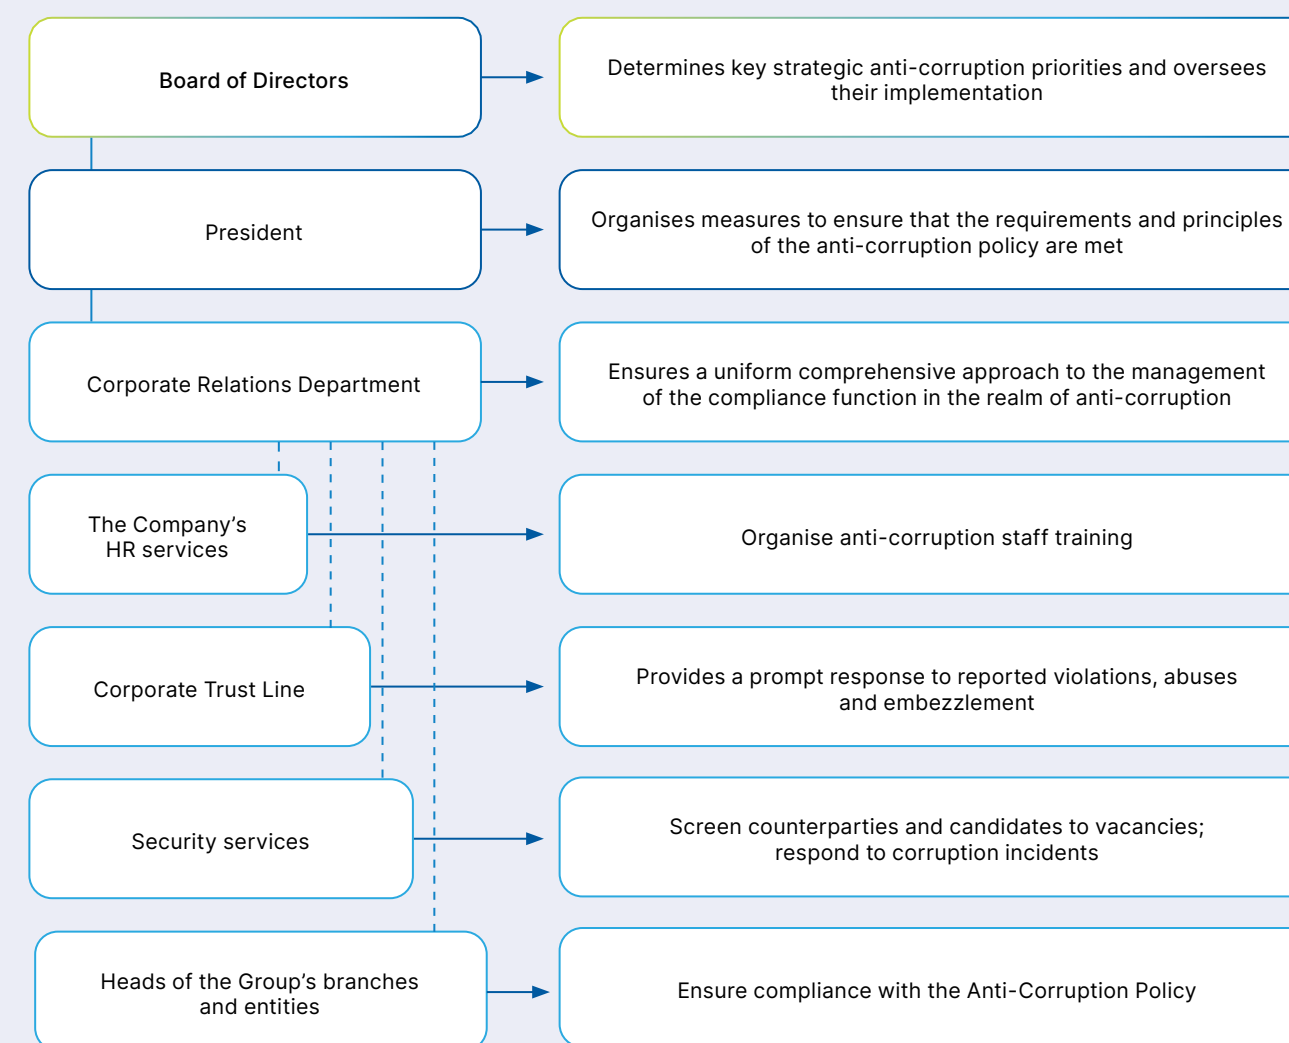 Board of Directors
Determines key strategic anti-corruption priorities and oversees
their implementation
President
Organises measures to ensure that the requirements and principles
of the anti-corruption policy are met
Corporate Relations Department
Ensures a uniform comprehensive approach to the management
of the compliance function in the realm of anti-corruption
The Company’s
HR services
Organise anti-corruption staff training
Corporate Trust Line
Provides a prompt response to reported violations, abuses
and embezzlement
Security services
Screen counterparties and candidates to vacancies;
respond to corruption incidents
Heads of the Group’s branches
and entities
Ensure compliance with the Anti-Corruption Policy